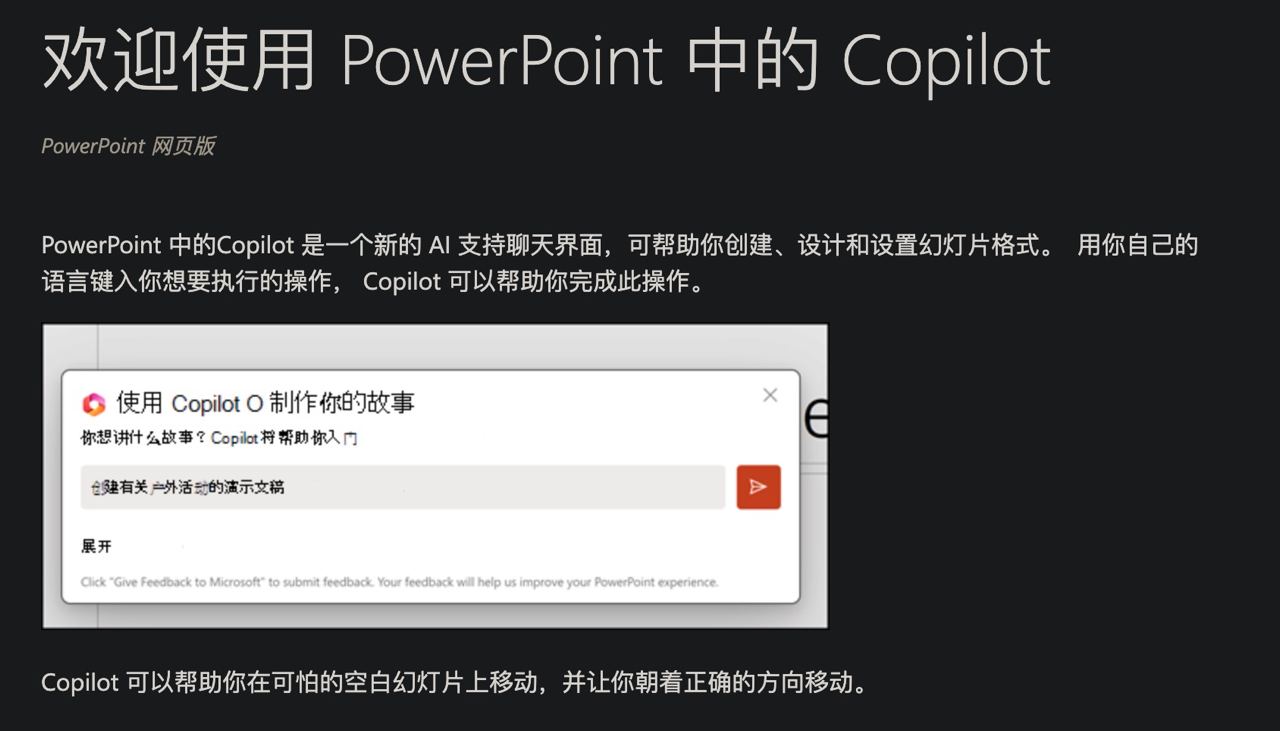 欢迎使用 PowerPoint 中的 Copilot
PowerPoint 网页版
PowerPoint 中的Copilot 是一个新的 AI 支持聊天界面，可帮助你创建、设计和设置幻灯片格式。 用你自己的
语言键入你想要执行的操作， Copilot 可以帮助你完成此操作。
使用 Copilot O 制作你的故事
你想讲什么故事？Copilot 将帮助你入门
创建有关户外活动的演示文稿
展开
Click "Give Feedback to Microsoft" to submit feedback. Your feedback will help us improve your PowerPoint experience.
Copilot 可以帮助你在可怕的空白幻灯片上移动，并让你朝着正确的方向移动。